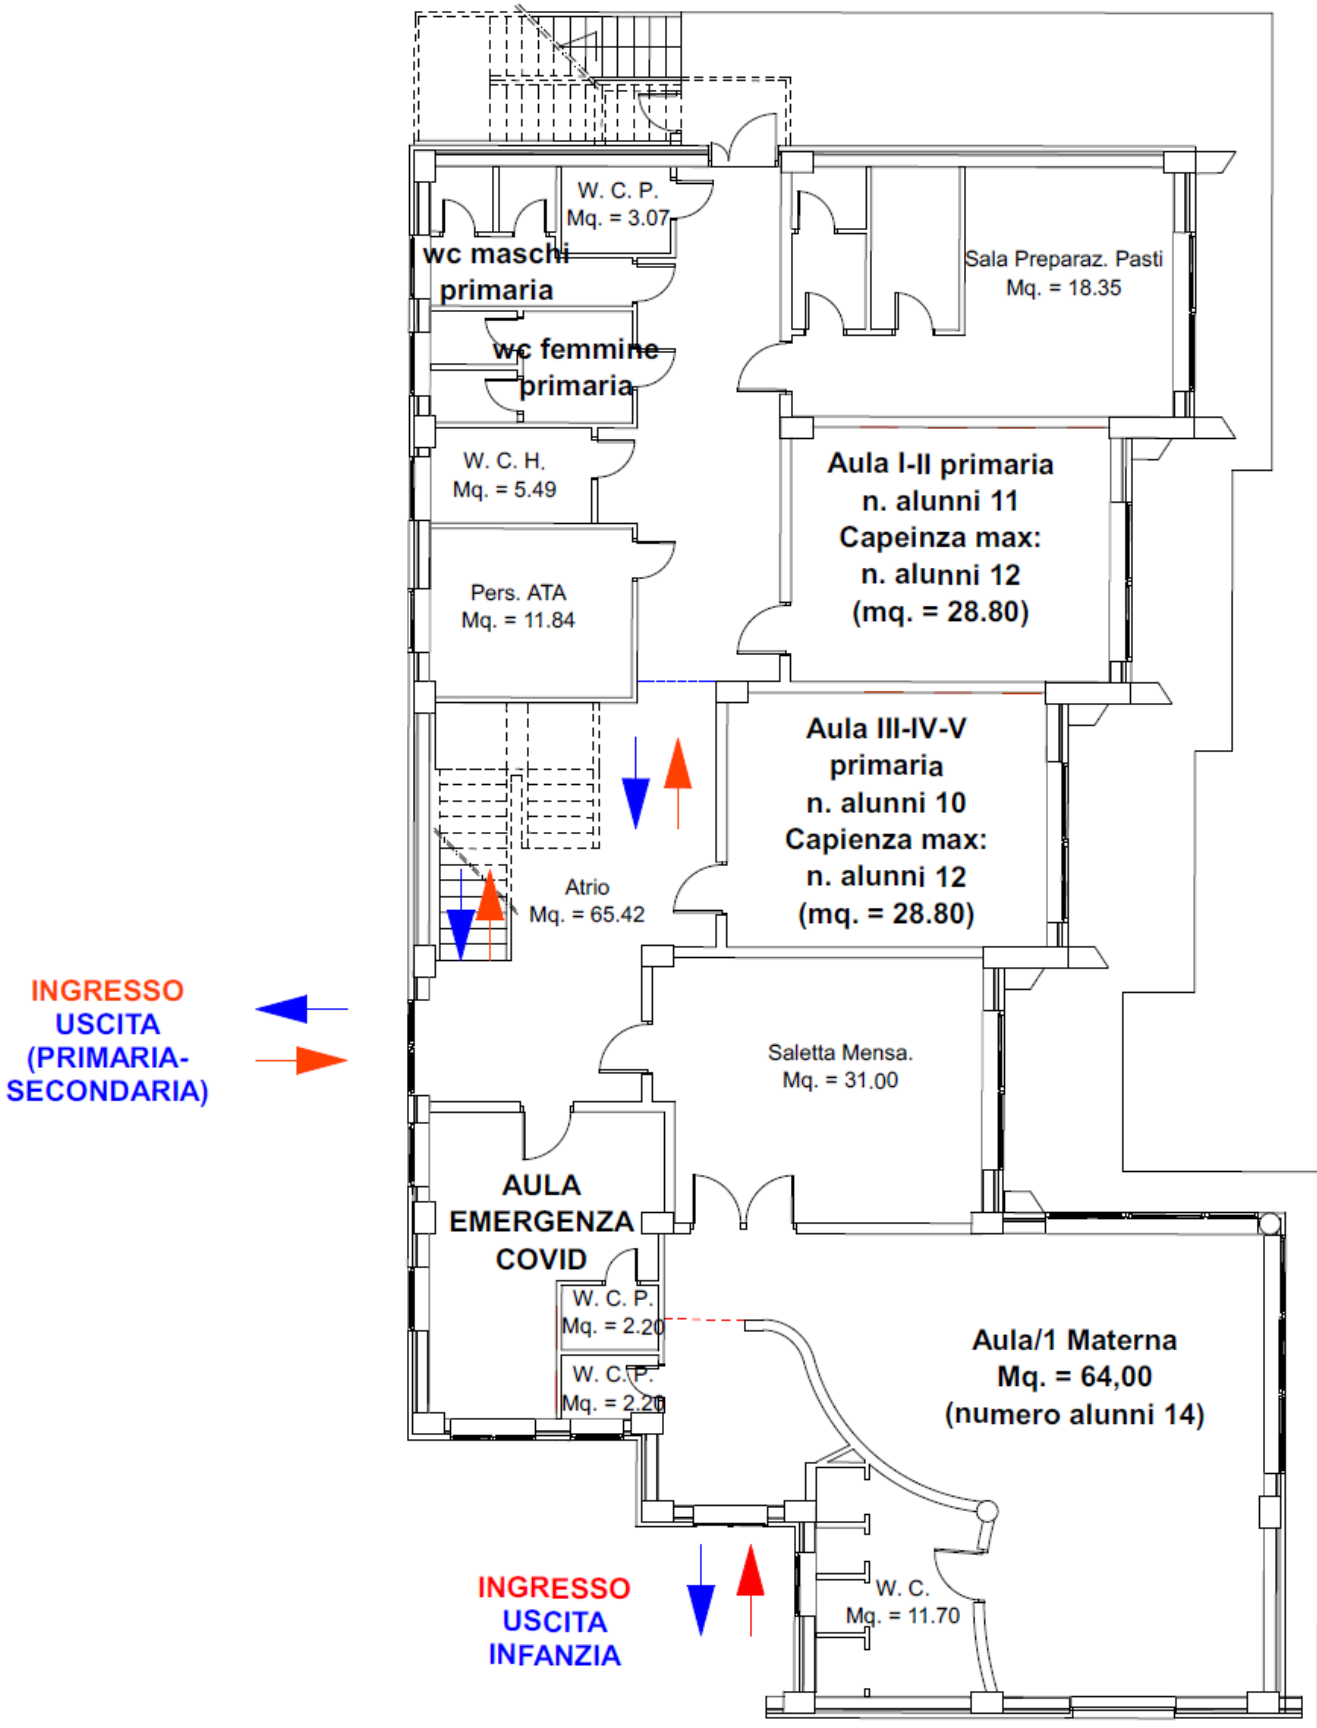 W. C. P.
Mq. = 3.07
wc maschi
primaria
Sala Preparaz. Pasti
Mq. = 18.35
wc femmine
primaria
W. C. H.
Mq. = 5.49
Aula I-II primaria
n. alunni 11
Capeinza max:
n. alunni 12
(mq. = 28.80)
Pers. ATA
Mq. = 11.84
Aula III-IV-V
primaria
n. alunni 10
Capienza max:
n. alunni 12
(mq. = 28.80)
Atrio
Mq. = 65.42
INGRESSO
USCITA
(PRIMARIA-
SECONDARIA)
Saletta Mensa.
Mq. = 31.00
AULA
EMERGENZA
COVID
W. C. P.
Mq. = 2.20
W. C. P.
Mq. = 2.20
Aula/1 Materna
Mq. = 64,00
(numero alunni 14)
W. C.
Mq. = 11.70
INGRESSO
USCITA
INFANZIA